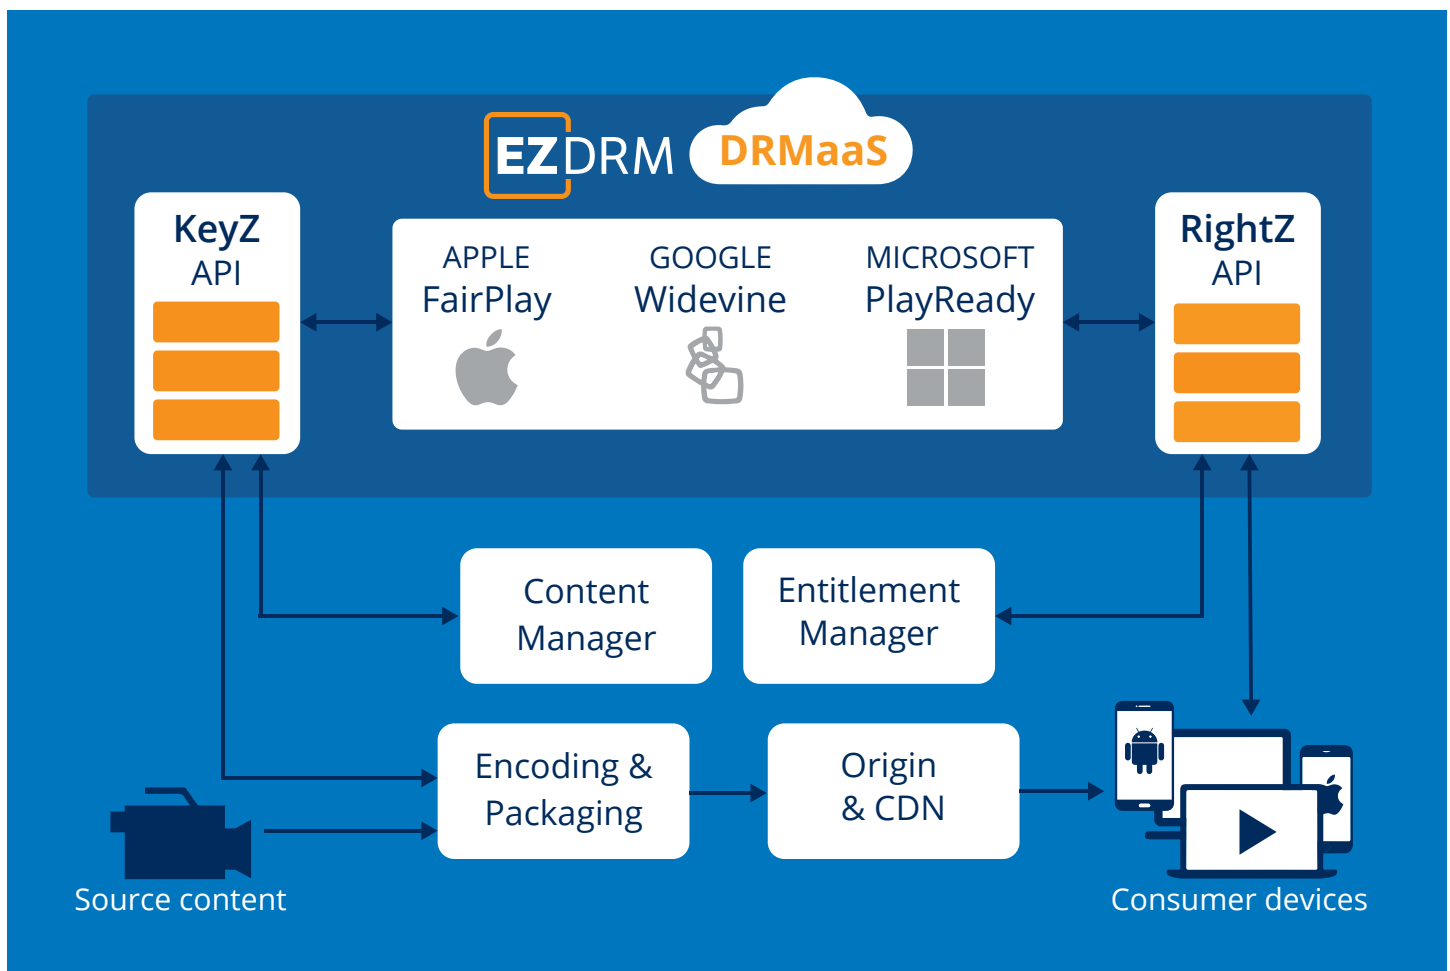 EZDRM
DRMaaS
KeyZ
API
APPLE
FairPlay
GOOGLE
Widevine
MICROSOFT
PlayReady
RightZ
API
Content
Manager
Entitlement
Manager
Encoding &
Packaging
Origin
& CDN
Source content
Consumer devices